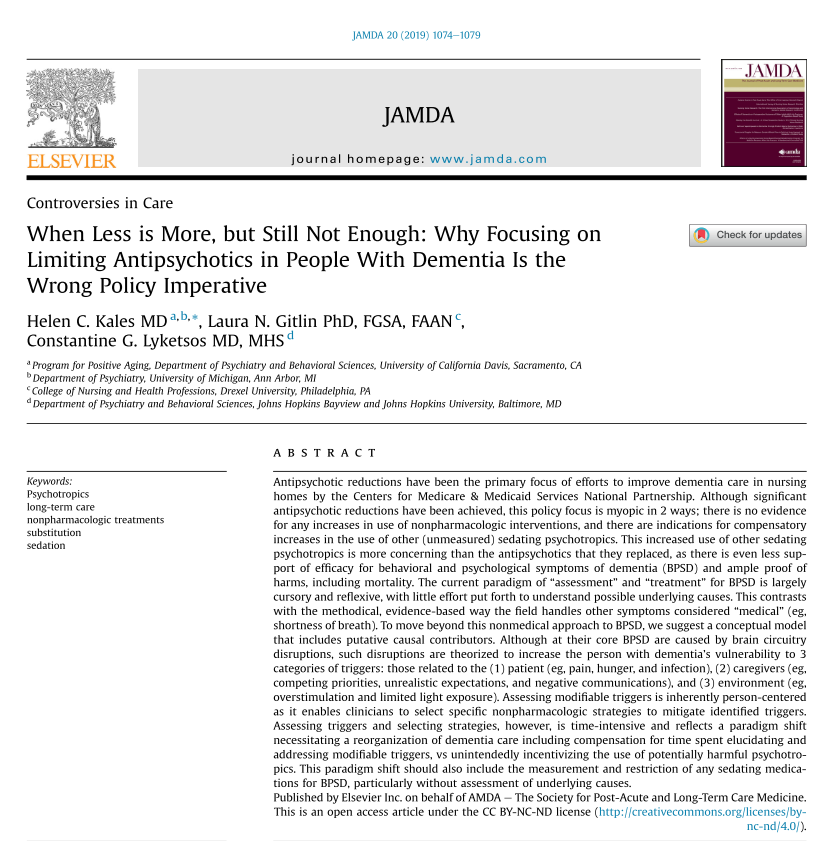 JAMDA 20 (2019) 1074–1079
ELSEVIER
JAMDA
journal homepage: www.jamda.com
JAMDA
amda
Controversies in Care
When Less is More, but Still Not Enough: Why Focusing on
Limiting Antipsychotics in People With Dementia Is the
Wrong Policy Imperative
Check for updates
Helen C. Kales MD a,b,*, Laura N. Gitlin PhD, FGSA, FAAN c,
Constantine G. Lyketsos MD, MHS d
a Program for Positive Aging, Department of Psychiatry and Behavioral Sciences, University of California Davis, Sacramento, CA
b Department of Psychiatry, University of Michigan, Ann Arbor, MI
c College of Nursing and Health Professions, Drexel University, Philadelphia, PA
d Department of Psychiatry and Behavioral Sciences, Johns Hopkins Bayview and Johns Hopkins University, Baltimore, MD
Keywords:
Psychotropics
long-term care
nonpharmacologic treatments
substitution
sedation
ABSTRACT
Antipsychotic reductions have been the primary focus of efforts to improve dementia care in nursing
homes by the Centers for Medicare & Medicaid Services National Partnership. Although significant
antipsychotic reductions have been achieved, this policy focus is myopic in 2 ways; there is no evidence
for any increases in use of nonpharmacologic interventions, and there are indications for compensatory
increases in the use of other (unmeasured) sedating psychotropics. This increased use of other sedating
psychotropics is more concerning than the antipsychotics that they replaced, as there is even less sup-
port of efficacy for behavioral and psychological symptoms of dementia (BPSD) and ample proof of
harms, including mortality. The current paradigm of "assessment" and "treatment" for BPSD is largely
cursory and reflexive, with little effort put forth to understand possible underlying causes. This contrasts
with the methodical, evidence-based way the field handles other symptoms considered "medical" (eg,
shortness of breath). To move beyond this nonmedical approach to BPSD, we suggest a conceptual model
that includes putative causal contributors. Although at their core BPSD are caused by brain circuitry
disruptions, such disruptions are theorized to increase the person with dementia's vulnerability to 3
categories of triggers: those related to the (1) patient (eg, pain, hunger, and infection), (2) caregivers (eg,
competing priorities, unrealistic expectations, and negative communications), and (3) environment (eg,
overstimulation and limited light exposure). Assessing modifiable triggers is inherently person-centered
as it enables clinicians to select specific nonpharmacologic strategies to mitigate identified triggers.
Assessing triggers and selecting strategies, however, is time-intensive and reflects a paradigm shift
necessitating a reorganization of dementia care including compensation for time spent elucidating and
addressing modifiable triggers, vs unintendedly incentivizing the use of potentially harmful psychotro-
pics. This paradigm shift should also include the measurement and restriction of any sedating medica-
tions for BPSD, particularly without assessment of underlying causes.
Published by Elsevier Inc. on behalf of AMDA – The Society for Post-Acute and Long-Term Care Medicine.
This is an open access article under the CC BY-NC-ND license (http://creativecommons.org/licenses/by-
nc-nd/4.0/).